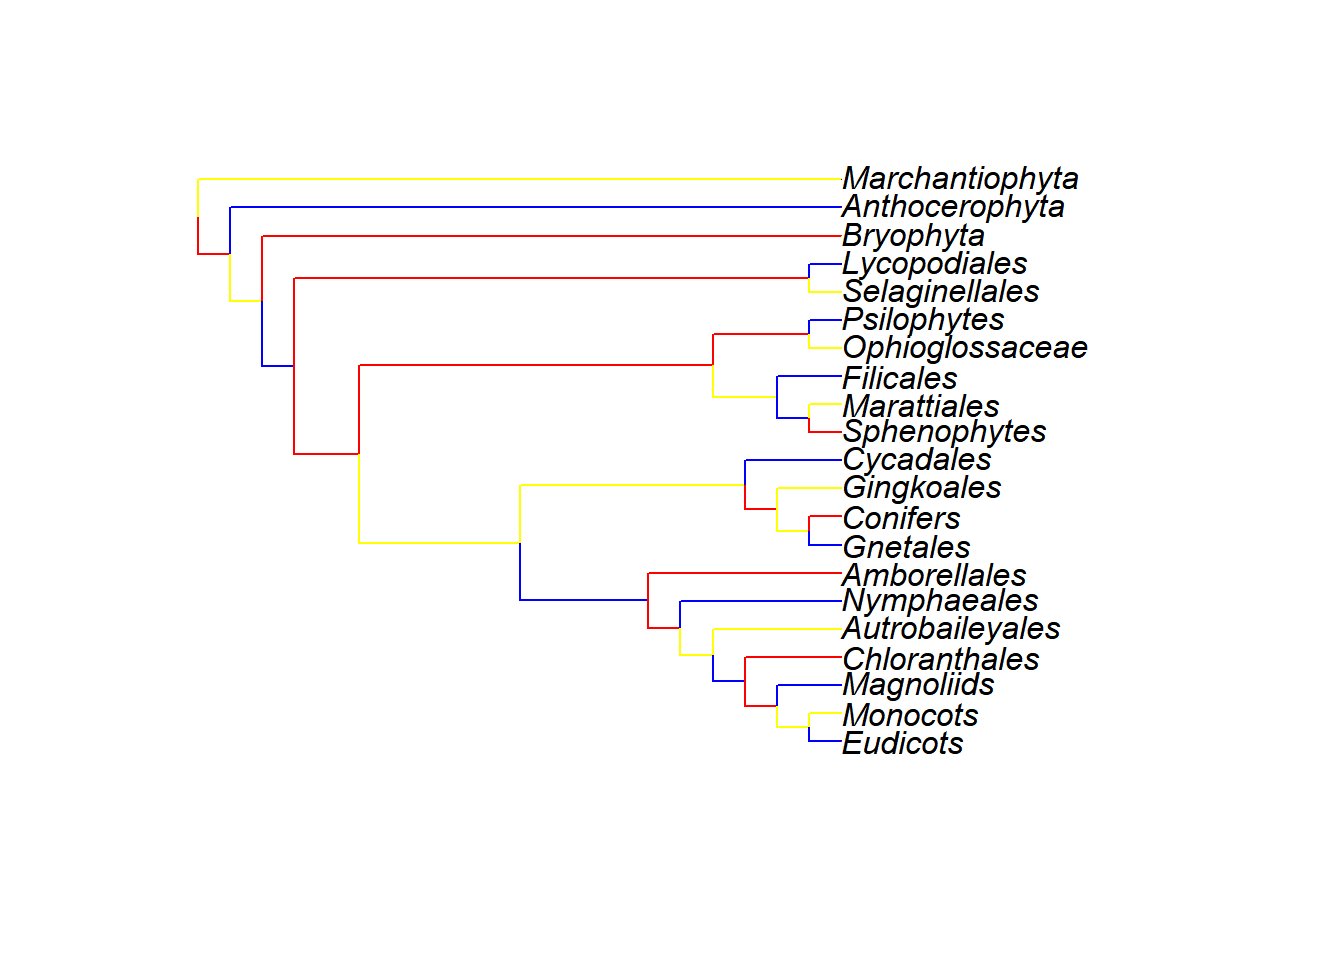 Marchantiophyta
Anthocerophyta
Bryophyta
Lycopodiales
Selaginellales
Psilophytes
Ophioglossaceae
Filicales
Marattiales
Sphenophytes
Cycadales
Gingkoales
Conifers
Gnetales
Amborellales
Nymphaeales
Autrobaileyales
Chloranthales
Magnoliids
Monocots
Eudicots